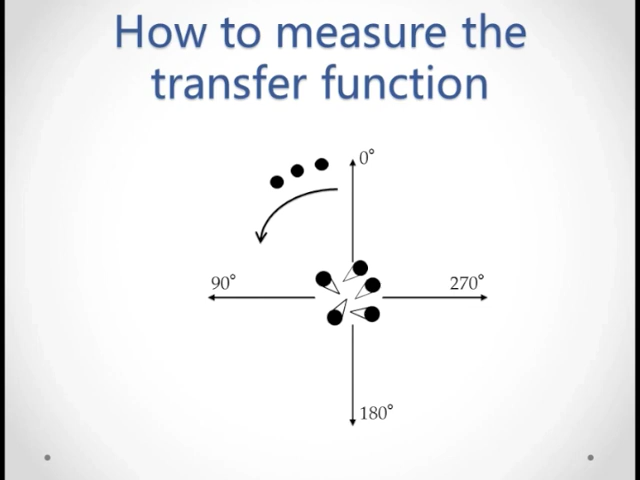 How to measure the
transfer function
0°
90°
270°
180°